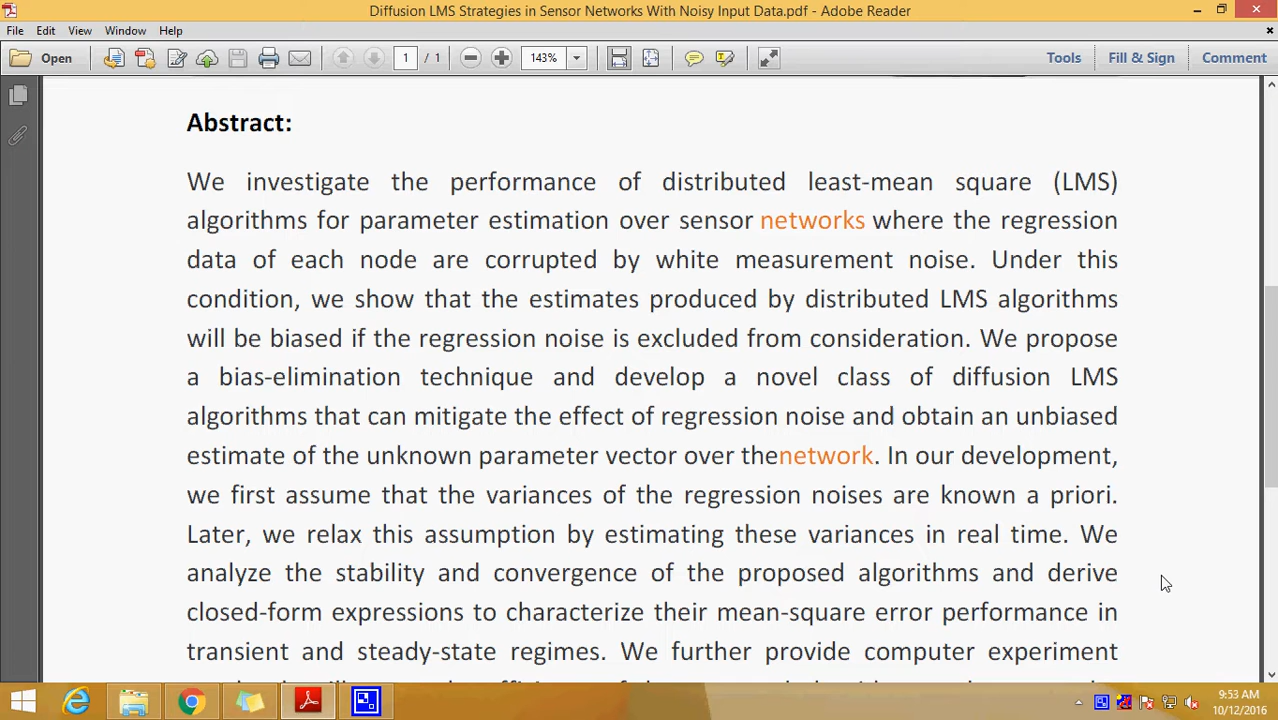 Diffusion LMS Strategies in Sensor Networks With Noisy Input Data.pdf - Adobe Reader
File Edit View Window Help
Open 1 / 1 143% Tools Fill & Sign Comment
Abstract:
We investigate the performance of distributed least-mean square (LMS)
algorithms for parameter estimation over sensor networks where the regression
data of each node are corrupted by white measurement noise. Under this
condition, we show that the estimates produced by distributed LMS algorithms
will be biased if the regression noise is excluded from consideration. We propose
a bias-elimination technique and develop a novel class of diffusion LMS
algorithms that can mitigate the effect of regression noise and obtain an unbiased
estimate of the unknown parameter vector over thenetwork. In our development,
we first assume that the variances of the regression noises are known a priori.
Later, we relax this assumption by estimating these variances in real time. We
analyze the stability and convergence of the proposed algorithms and derive
closed-form expressions to characterize their mean-square error performance in
transient and steady-state regimes. We further provide computer experiment
9:53 AM
10/12/2016